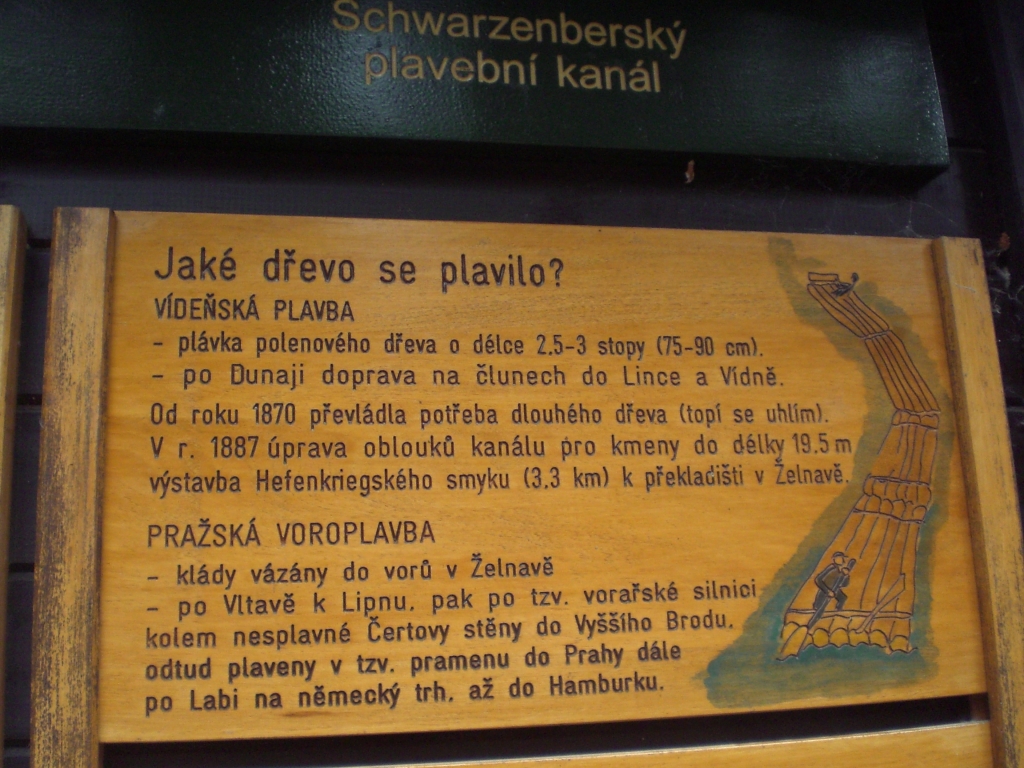 Schwarzenberský
plavební kanál
Jaké dřevo se plavilo?
VÍDEŇSKÁ PLAVBA
- plávka polenového dřeva o délce 2,5-3 stopy (75-90 cm).
- po Dunaji doprava na člunech do Lince a Vídně.
Od roku 1870 převládla potřeba dlouhého dřeva (topí se uhlím).
V r. 1887 úprava oblouků kanálu pro kmeny do délky 19.5 m
výstavba Hefenkriegského smyku (3,3 km) k překladišti v Želnavě.
PRAŽSKÁ VOROPLAVBA
- klády vázány do vorů v Želnavě
- po Vltavě k Lipnu, pak po tzv. vorařské silnici
kolem nesplavné Čertovy stěny do Vyššího Brodu,
odtud plaveny v tzv. pramenu do Prahy dále
po Labi na německý trh, až do Hamburku.